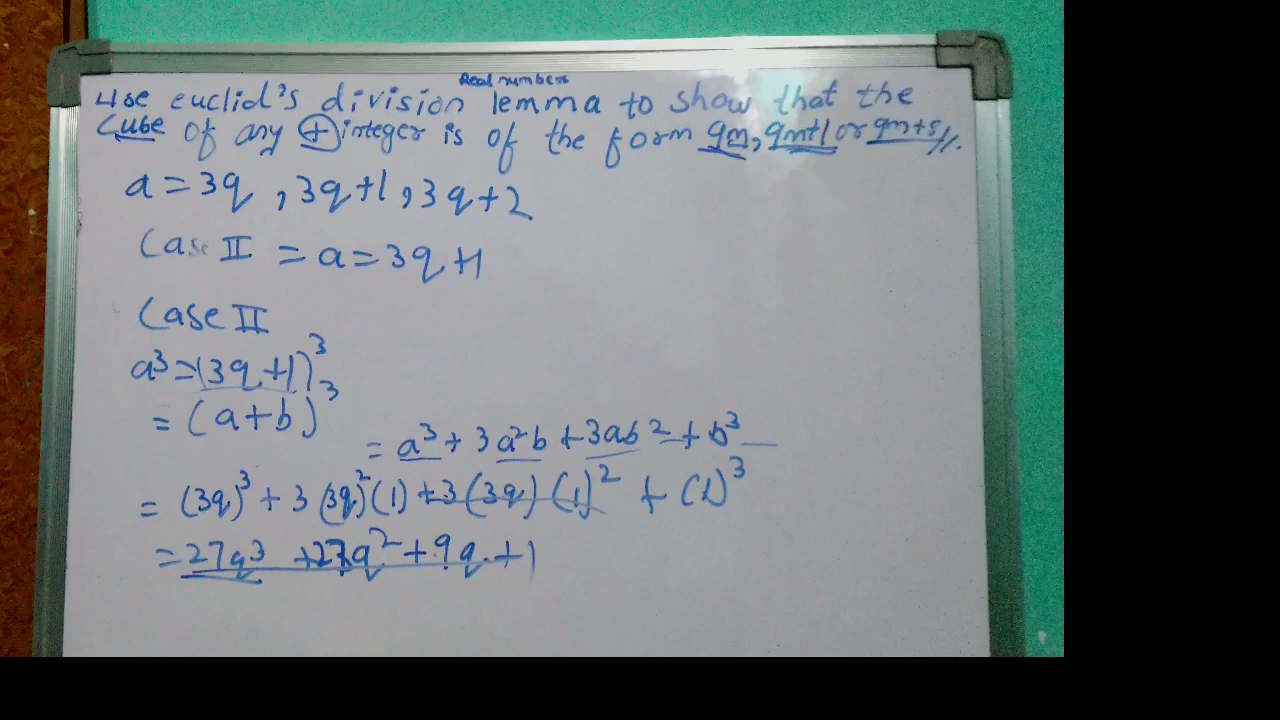 Real numbers
Use euclid's division lemma to show that the
Cube of any + integer is of the form 9m, 9m+1 or 9m+8//.
a = 3q , 3q+1 , 3q+2
Case II = a = 3q+1
Case II
a³ = (3q+1)³
= (a+b)³
= a³ + 3a²b + 3ab² + b³
= (3q)³ + 3(3q)²(1) + 3(3q)(1)² + (1)³
= 27q³ + 27q² + 9q + 1